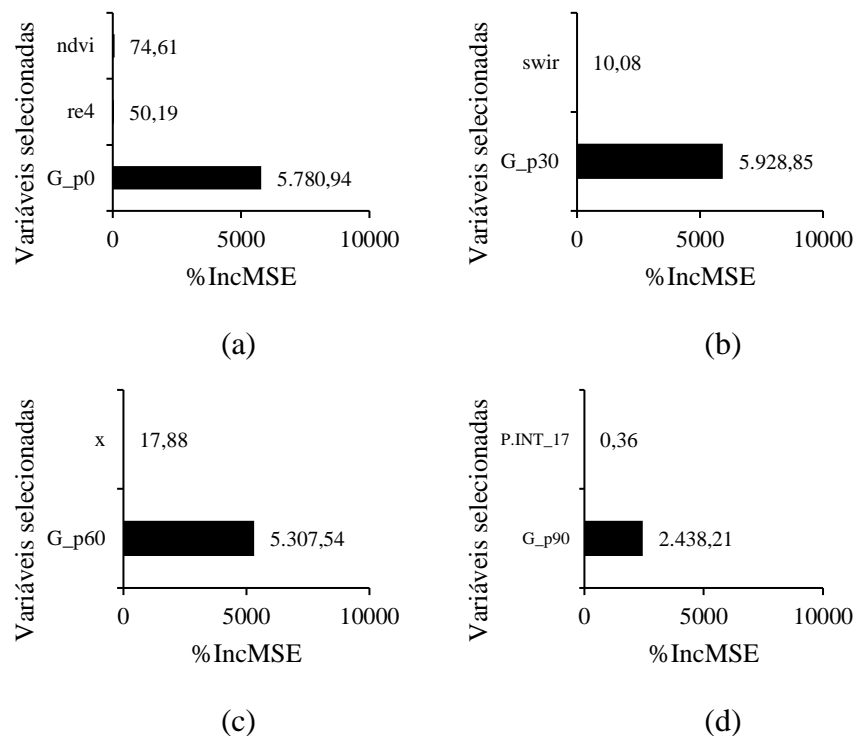 Variáveis selecionadas
ndvi 74,61
re4 50,19
G_p0 5.780,94
0 5000 10000
%IncMSE
(a)
Variáveis selecionadas
swir 10,08
G_p30 5.928,85
0 5000 10000
%IncMSE
(b)
Variáveis selecionadas
x 17,88
G_p60 5.307,54
0 5000 10000
%IncMSE
(c)
Variáveis selecionadas
P.INT_17 0,36
G_p90 2.438,21
0 5000 10000
%IncMSE
(d)